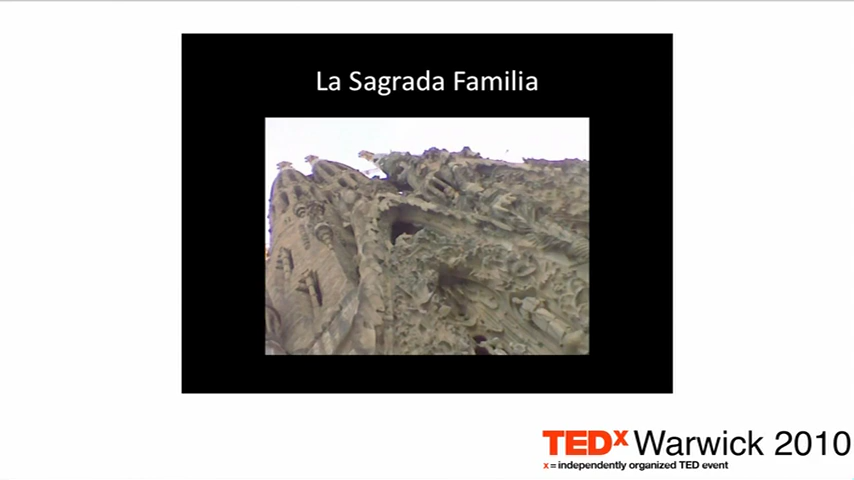 La Sagrada Familia
TEDx Warwick 2010
x = independently organized TED event